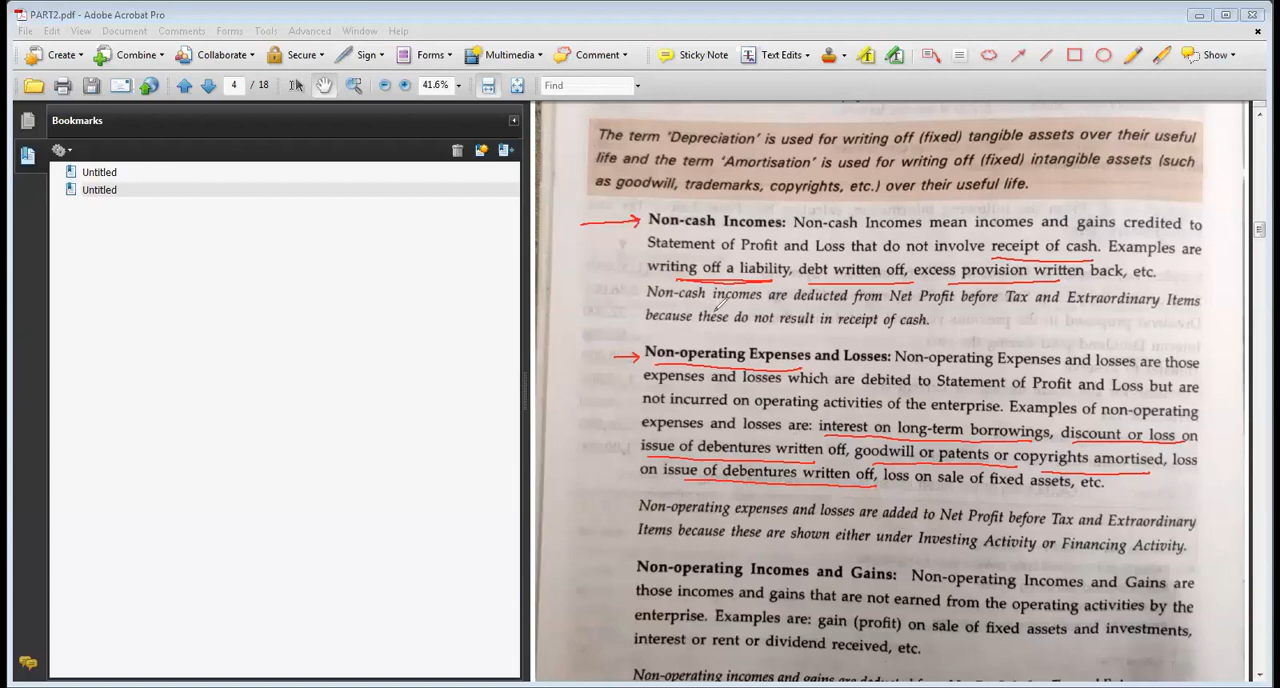 PART2.pdf - Adobe Acrobat Pro
File Edit View Document Comments Forms Tools Advanced Window Help
Create Combine Collaborate Secure Sign Forms Multimedia Comment Sticky Note Text Edits Show
4 / 18 41.6% Find
Bookmarks
Untitled
Untitled
The term 'Depreciation' is used for writing off (fixed) tangible assets over their useful
life and the term 'Amortisation' is used for writing off (fixed) intangible assets (such
as goodwill, trademarks, copyrights, etc.) over their useful life.
Non-cash Incomes: Non-cash Incomes mean incomes and gains credited to
Statement of Profit and Loss that do not involve receipt of cash. Examples are
writing off a liability, debt written off, excess provision written back, etc.
Non-cash incomes are deducted from Net Profit before Tax and Extraordinary Items
because these do not result in receipt of cash.
Non-operating Expenses and Losses: Non-operating Expenses and losses are those
expenses and losses which are debited to Statement of Profit and Loss but are
not incurred on operating activities of the enterprise. Examples of non-operating
expenses and losses are: interest on long-term borrowings, discount or loss on
issue of debentures written off, goodwill or patents or copyrights amortised, loss
on issue of debentures written off, loss on sale of fixed assets, etc.
Non-operating expenses and losses are added to Net Profit before Tax and Extraordinary
Items because these are shown either under Investing Activity or Financing Activity.
Non-operating Incomes and Gains: Non-operating Incomes and Gains are
those incomes and gains that are not earned from the operating activities by the
enterprise. Examples are: gain (profit) on sale of fixed assets and investments,
interest or rent or dividend received, etc.
Non-operating incomes and gains are